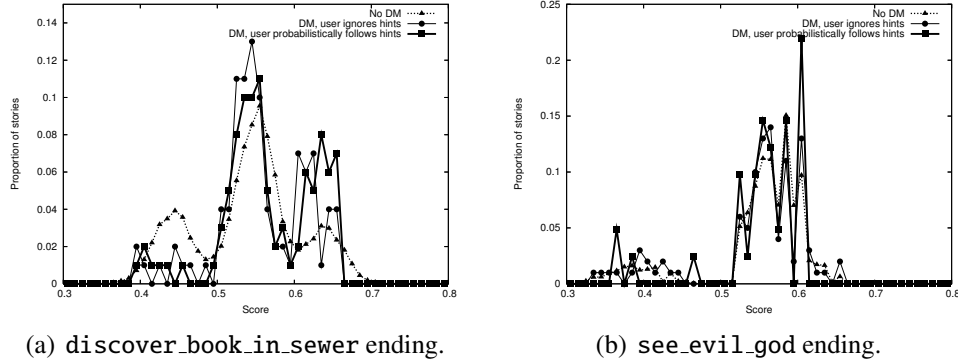 No DM
DM, user ignores hints
DM, user probabilistically follows hints
Proportion of stories
0.14
0.12
0.1
0.08
0.06
0.04
0.02
0
0.3 0.4 0.5 0.6 0.7 0.8
Score
(a) discover_book_in_sewer ending.
No DM
DM, user ignores hints
DM, user probabilistically follows hints
Proportion of stories
0.25
0.2
0.15
0.1
0.05
0
0.3 0.4 0.5 0.6 0.7 0.8
Score
(b) see_evil_god ending.